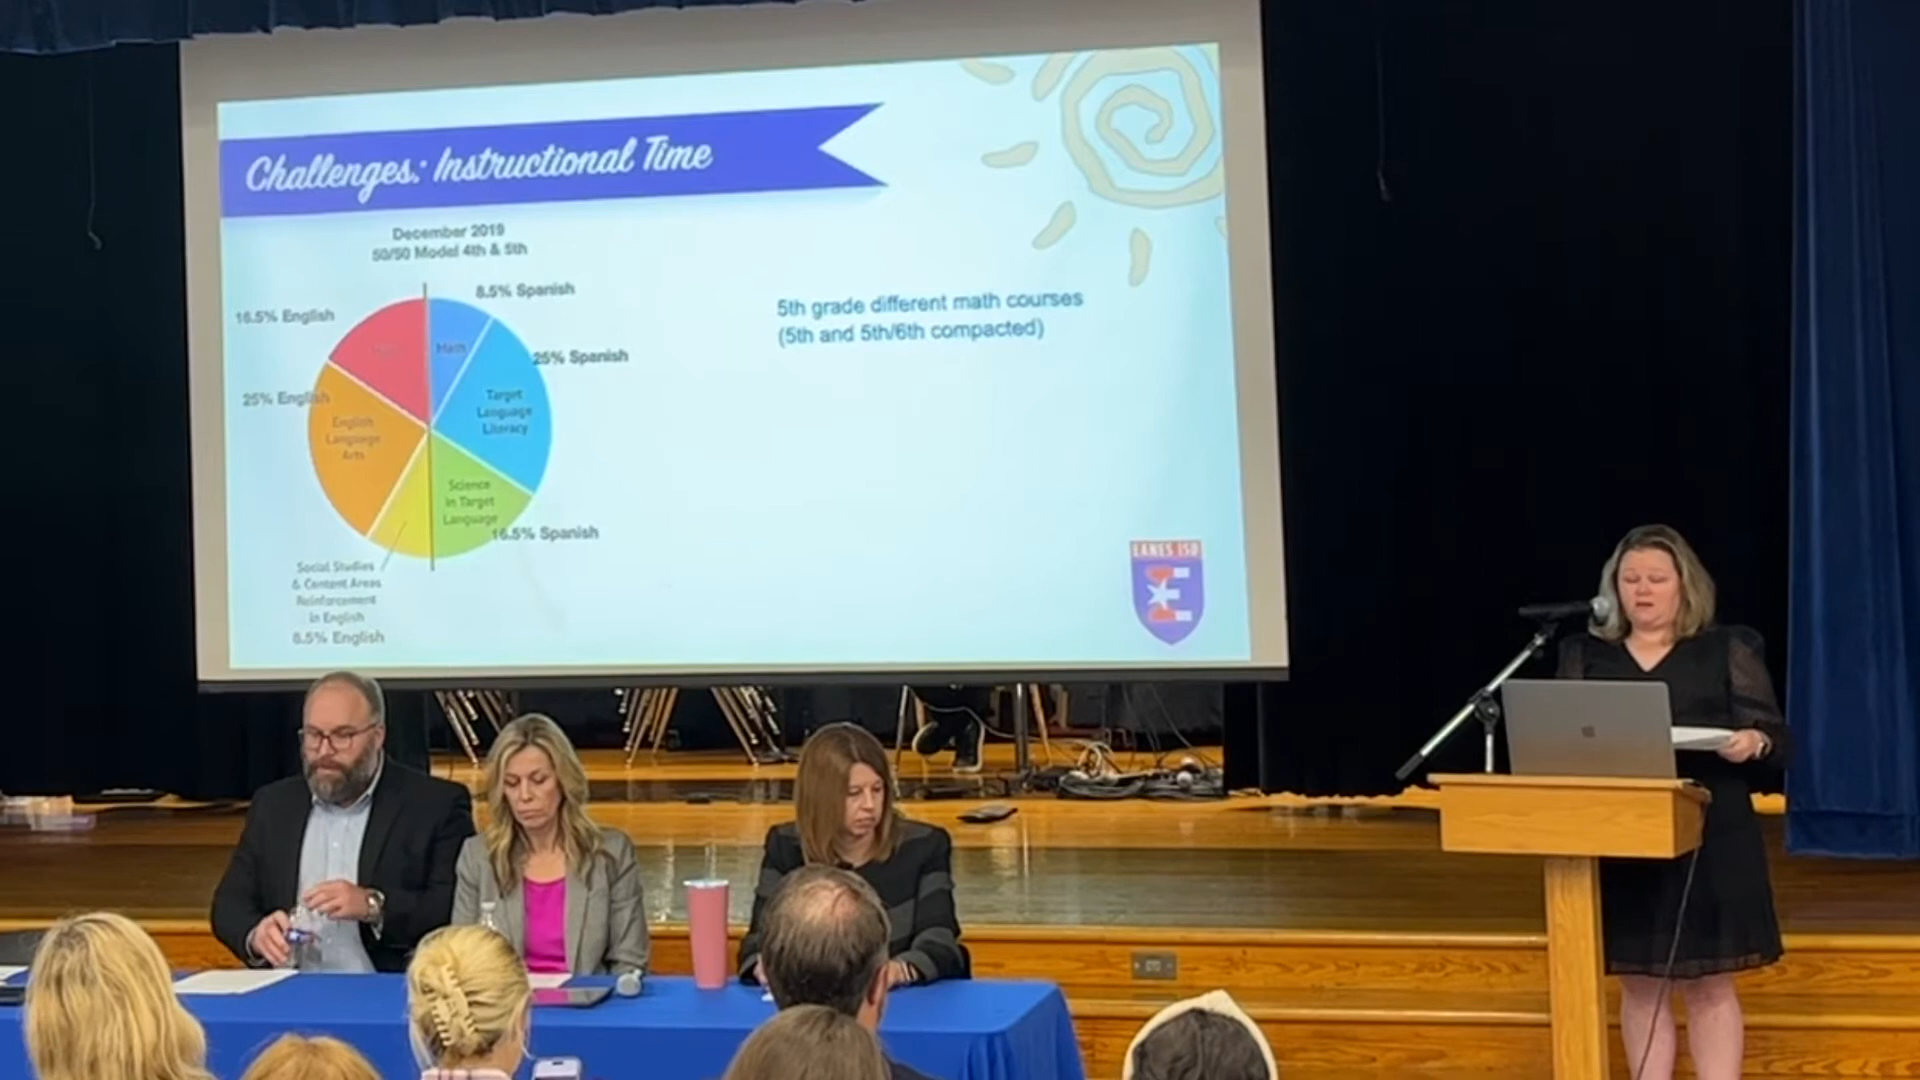 Challenges: Instructional Time
December 2019
50/50 Model 4th & 5th
8.5% Spanish
16.5% English
Math
25% Spanish
25% English
Target
Language
Literacy
English
Language
Arts
Science
in Target
Language
16.5% Spanish
Social Studies
& Content Areas
Reinforcement
in English
8.5% English
5th grade different math courses
(5th and 5th/6th compacted)
EANES ISD
E